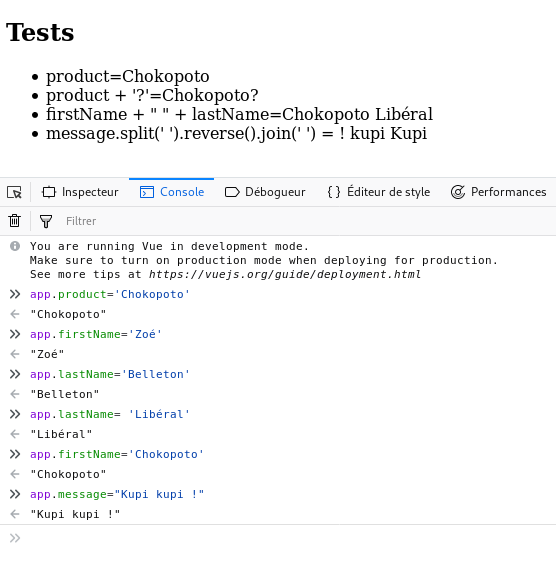 Tests
product=Chokopoto
product + '?'=Chokopoto?
firstName + " " + lastName=Chokopoto Libéral
message.split(' ').reverse().join(' ') = ! kupi Kupi
Inspecteur Console Débogueur Éditeur de style Performances
Filtrer
You are running Vue in development mode.
Make sure to turn on production mode when deploying for production.
See more tips at https://vuejs.org/guide/deployment.html
app.product='Chokopoto'
"Chokopoto"
app.firstName='Zoé'
"Zoé"
app.lastName='Belleton'
"Belleton"
app.lastName= 'Libéral'
"Libéral"
app.firstName='Chokopoto'
"Chokopoto"
app.message="Kupi kupi !"
"Kupi kupi !"